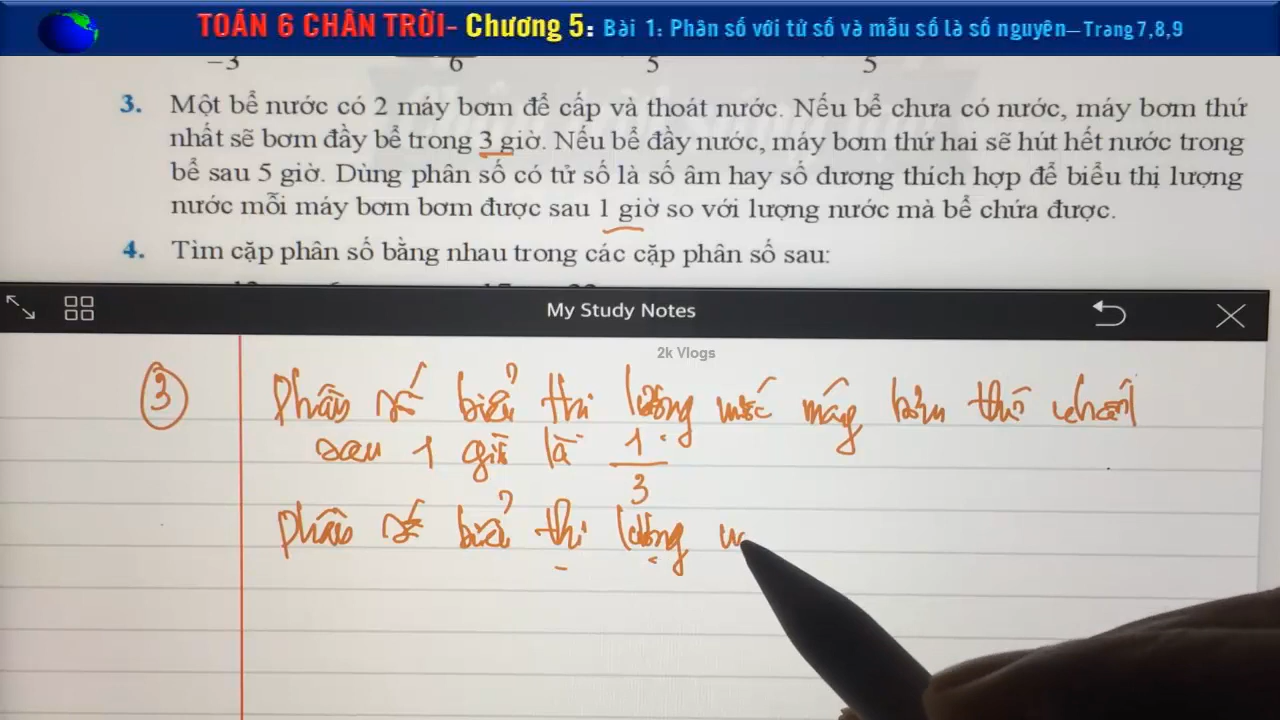 TOÁN 6 CHÂN TRỜI- Chương 5: Bài 1: Phân số với tử số và mẫu số là số nguyên–Trang 7,8,9
−3 6 5 5
3. Một bể nước có 2 máy bơm để cấp và thoát nước. Nếu bể chưa có nước, máy bơm thứ
nhất sẽ bơm đầy bể trong 3 giờ. Nếu bể đầy nước, máy bơm thứ hai sẽ hút hết nước trong
bể sau 5 giờ. Dùng phân số có tử số là số âm hay số dương thích hợp để biểu thị lượng
nước mỗi máy bơm bơm được sau 1 giờ so với lượng nước mà bể chứa được.
4. Tìm cặp phân số bằng nhau trong các cặp phân số sau:
My Study Notes
2k Vlogs
3 phân số biểu thị lượng nước máy bơm thứ nhất
sau 1 giờ là 1/3
phân số biểu thị lượng